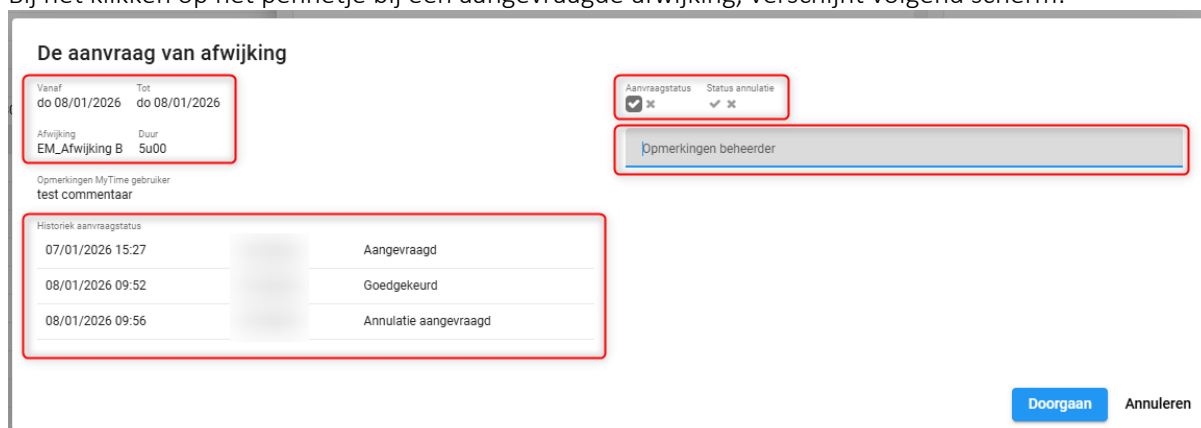 Bij het klikken op het pennetje bij een aangevraagde afwijking, verschijnt volgend scherm:
De aanvraag van afwijking
Vanaf Tot
do 08/01/2026 do 08/01/2026
Afwijking Duur
EM_Afwijking B 5u00
Opmerkingen MyTime gebruiker
test commentaar
Aanvraagstatus Status annulatie
Opmerkingen beheerder
Historiek aanvraagstatus
07/01/2026 15:27 Aangevraagd
08/01/2026 09:52 Goedgekeurd
08/01/2026 09:56 Annulatie aangevraagd
Doorgaan Annuleren